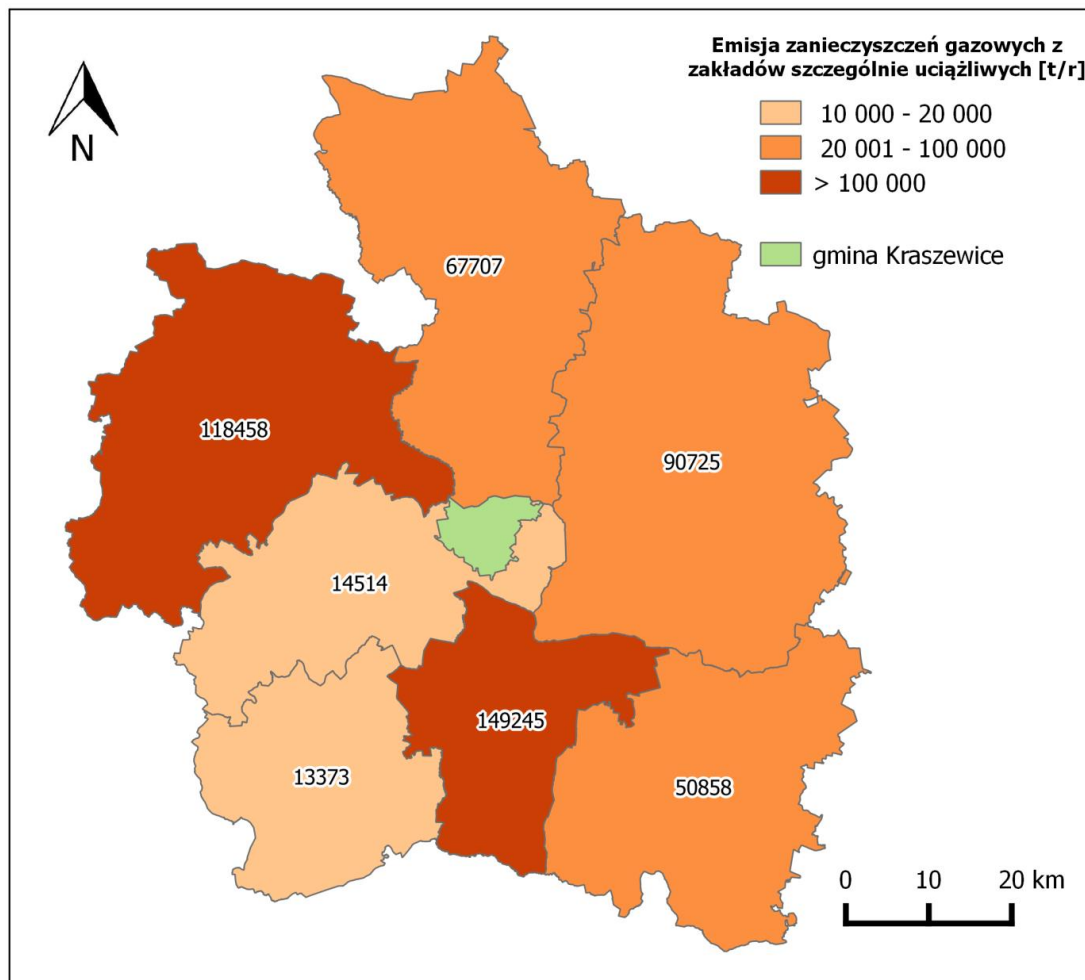 Emisja zanieczyszczeń gazowych z
zakładów szczególnie uciążliwych [t/r]
10 000 - 20 000
20 001 - 100 000
> 100 000
gmina Kraszewice
N
67707
118458
90725
14514
149245
13373
50858
0 10 20 km